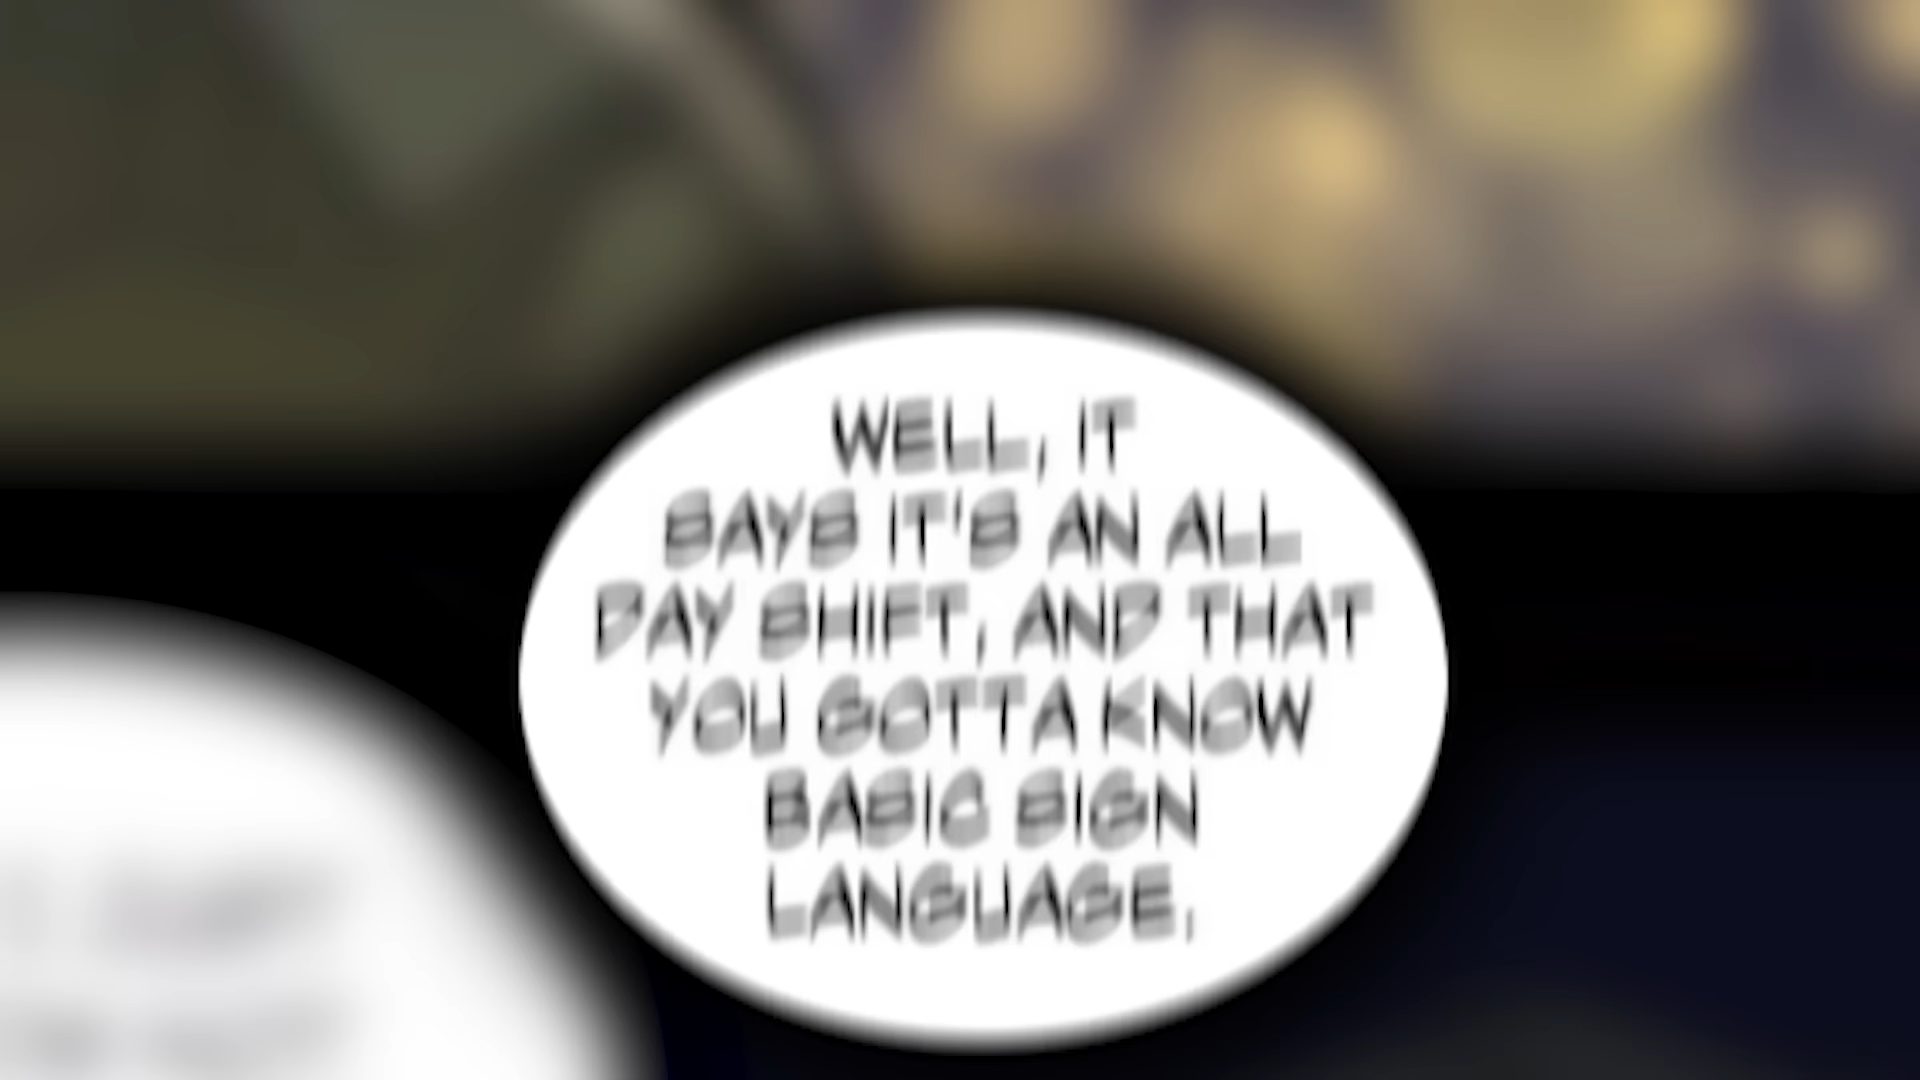 WELL, IT
SAYS IT'S AN ALL
DAY SHIFT, AND THAT
YOU GOTTA KNOW
BASIC SIGN
LANGUAGE.